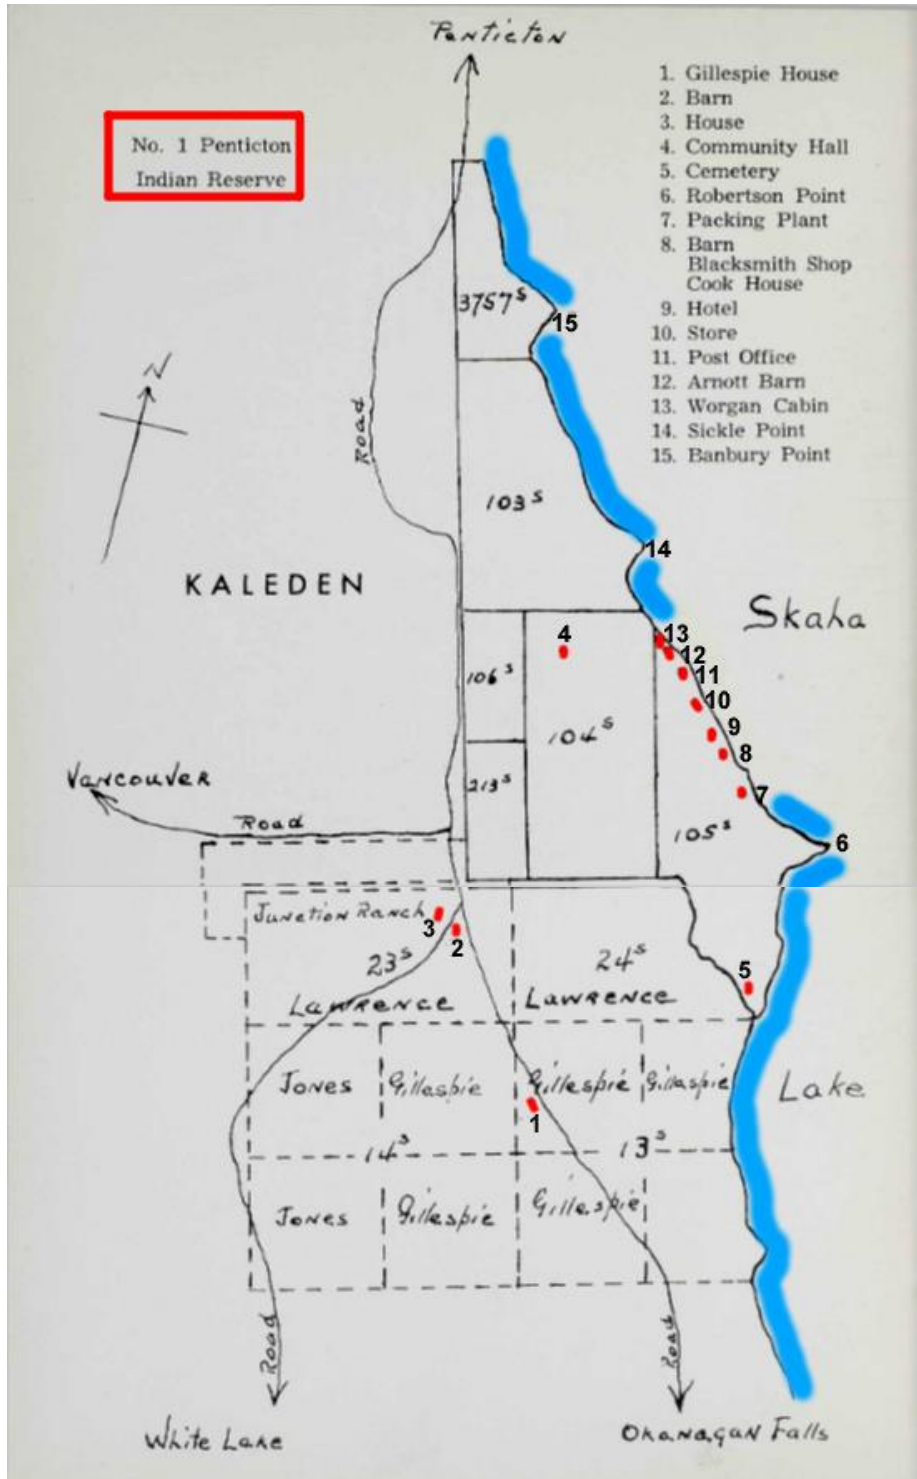 Penticton
No. 1 Penticton
Indian Reserve
1. Gillespie House
2. Barn
3. House
4. Community Hall
5. Cemetery
6. Robertson Point
7. Packing Plant
8. Barn
Blacksmith Shop
Cook House
9. Hotel
10. Store
11. Post Office
12. Arnott Barn
13. Worgan Cabin
14. Sickle Point
15. Banbury Point
3757s
15
N
Road
103s
14
KALEDEN
Skaha
4
13
12
106s
11
10
104s
9
8
Vancouver
213s
7
Road
105s
6
Junction Ranch
3
2
23s
24s
5
Lawrence
Lawrence
Jones
Gillespie
Gillespie
Gillaspie
Lake
1
14s
13s
Jones
Gillespie
Gillespie
Road
Road
White Lake
Okanagan Falls